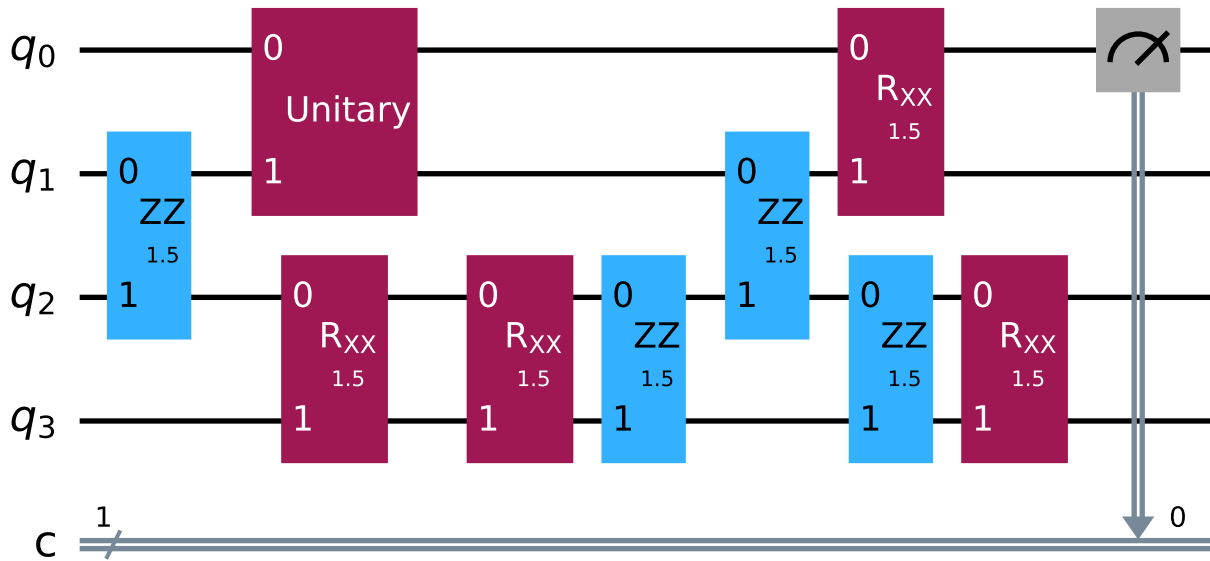 q0 0 Unitary 0 RXX 1.5
q1 0 ZZ 1.5 1 0 ZZ 1.5 1
q2 1 0 RXX 1.5 0 RXX 1.5 0 ZZ 1.5 1 0 ZZ 1.5 0 RXX 1.5
q3 1 1 1 1 1
c 1 0